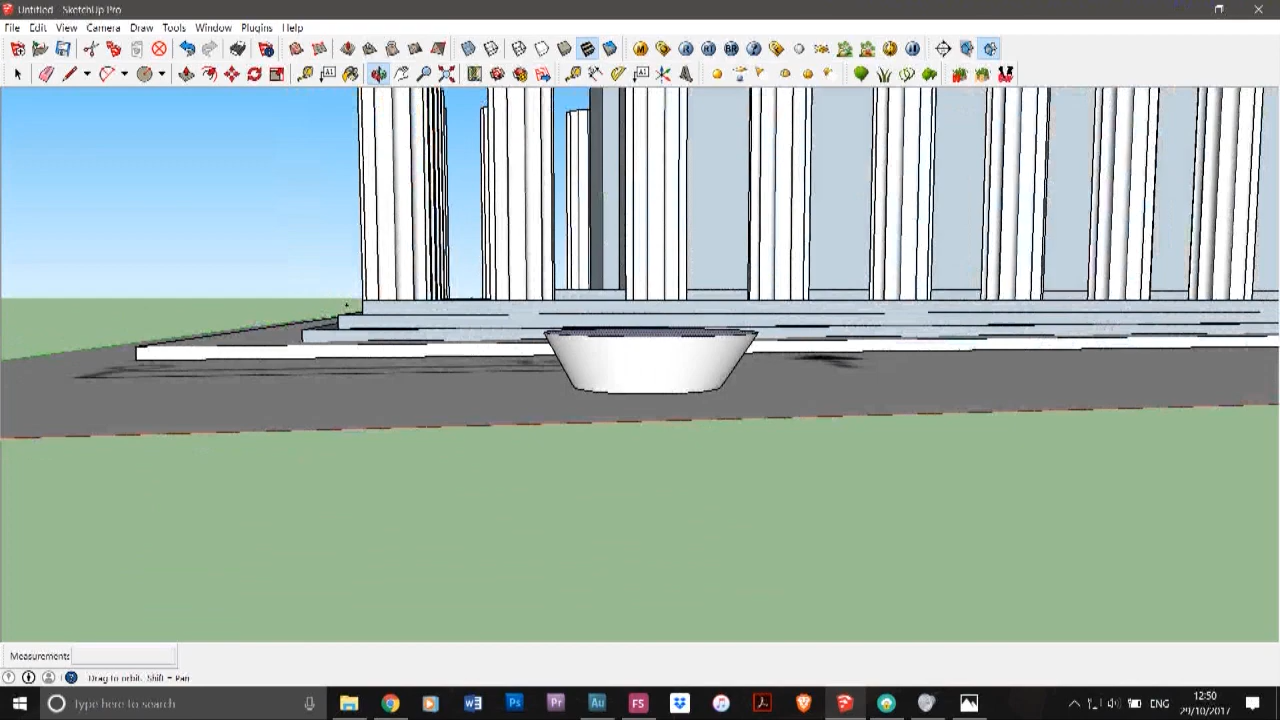 Untitled - SketchUp Pro
File Edit View Camera Draw Tools Window Plugins Help
Measurements
Drag to orbit. Shift = Pan
Type here to search
ENG
12:50
29/10/2017